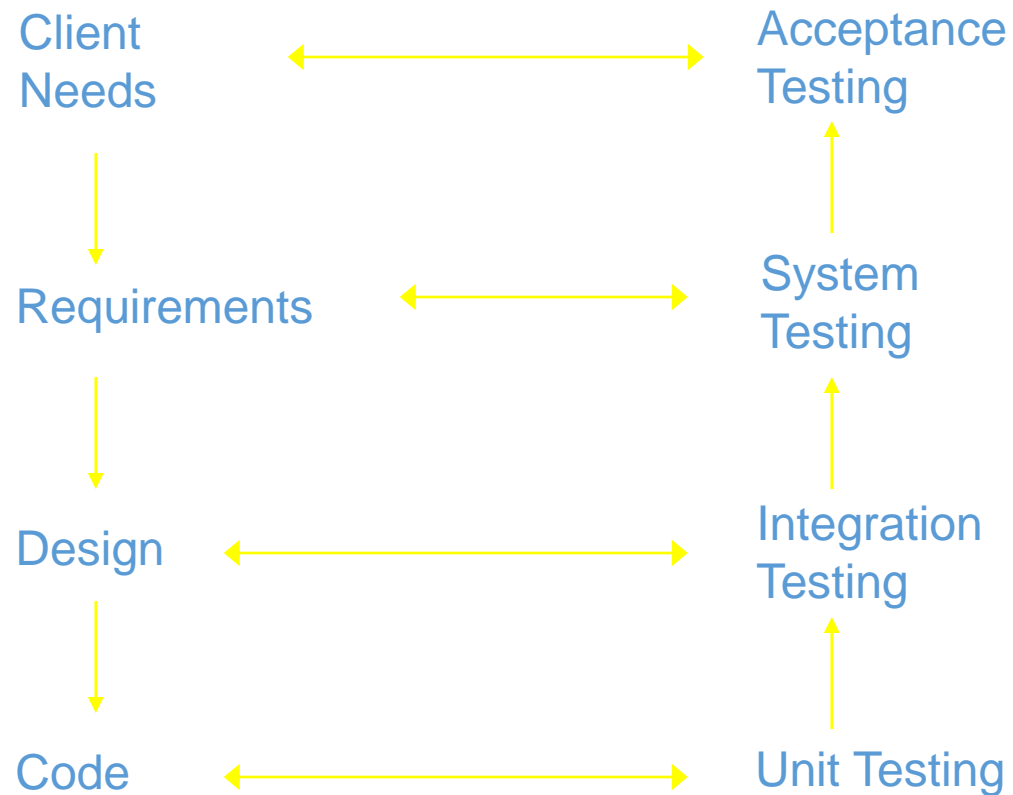 Client
Needs
Acceptance
Testing
Requirements
System
Testing
Design
Integration
Testing
Code
Unit Testing